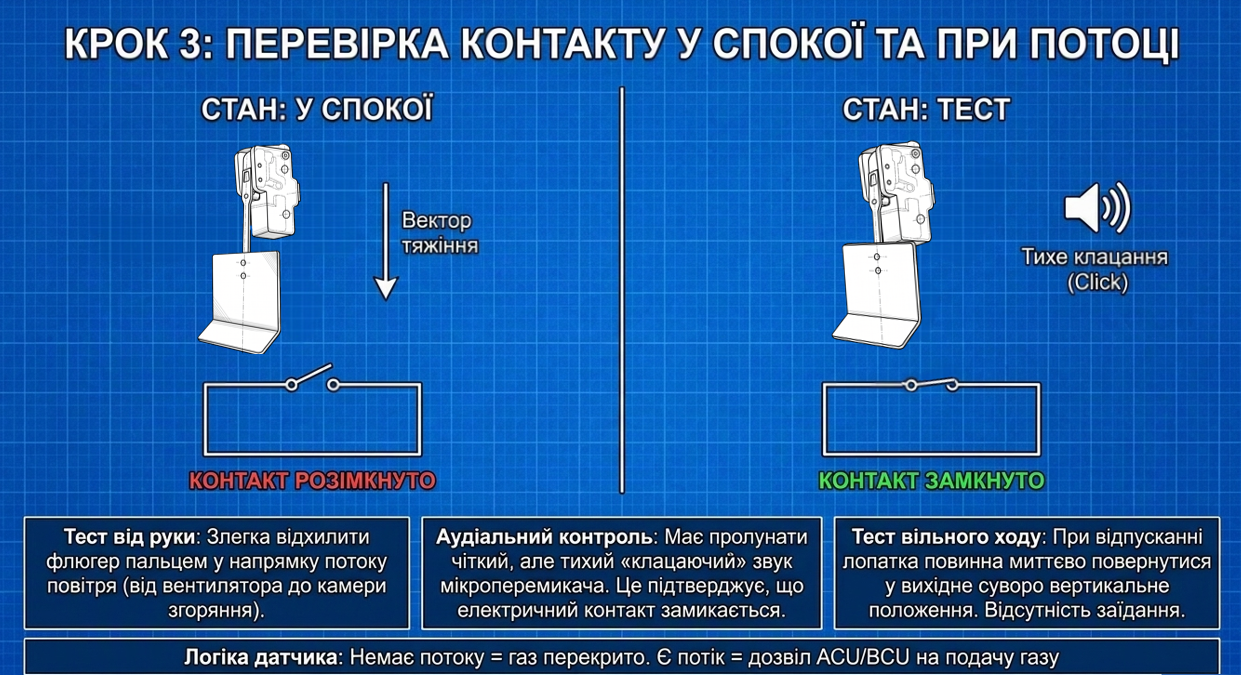 КРОК 3: ПЕРЕВІРКА КОНТАКТУ У СПОКОЇ ТА ПРИ ПОТОЦІ
СТАН: У СПОКОЇ
Вектор
тяжіння
КОНТАКТ РОЗІМКНУТО
СТАН: ТЕСТ
Тихе клацання
(Click)
КОНТАКТ ЗАМКНУТО
Тест від руки: Злегка відхилити
флюгер пальцем у напрямку потоку
повітря (від вентилятора до камери
згоряння).
Аудіальний контроль: Має пролунати
чіткий, але тихий «клацаючий» звук
мікроперемикача. Це підтверджує, що
електричний контакт замикається.
Тест вільного ходу: При відпусканні
лопатка повинна миттєво повернутися
у вихідне суворо вертикальне
положення. Відсутність заїдання.
Логіка датчика: Немає потоку = газ перекрито. Є потік = дозвіл ACU/BCU на подачу газу